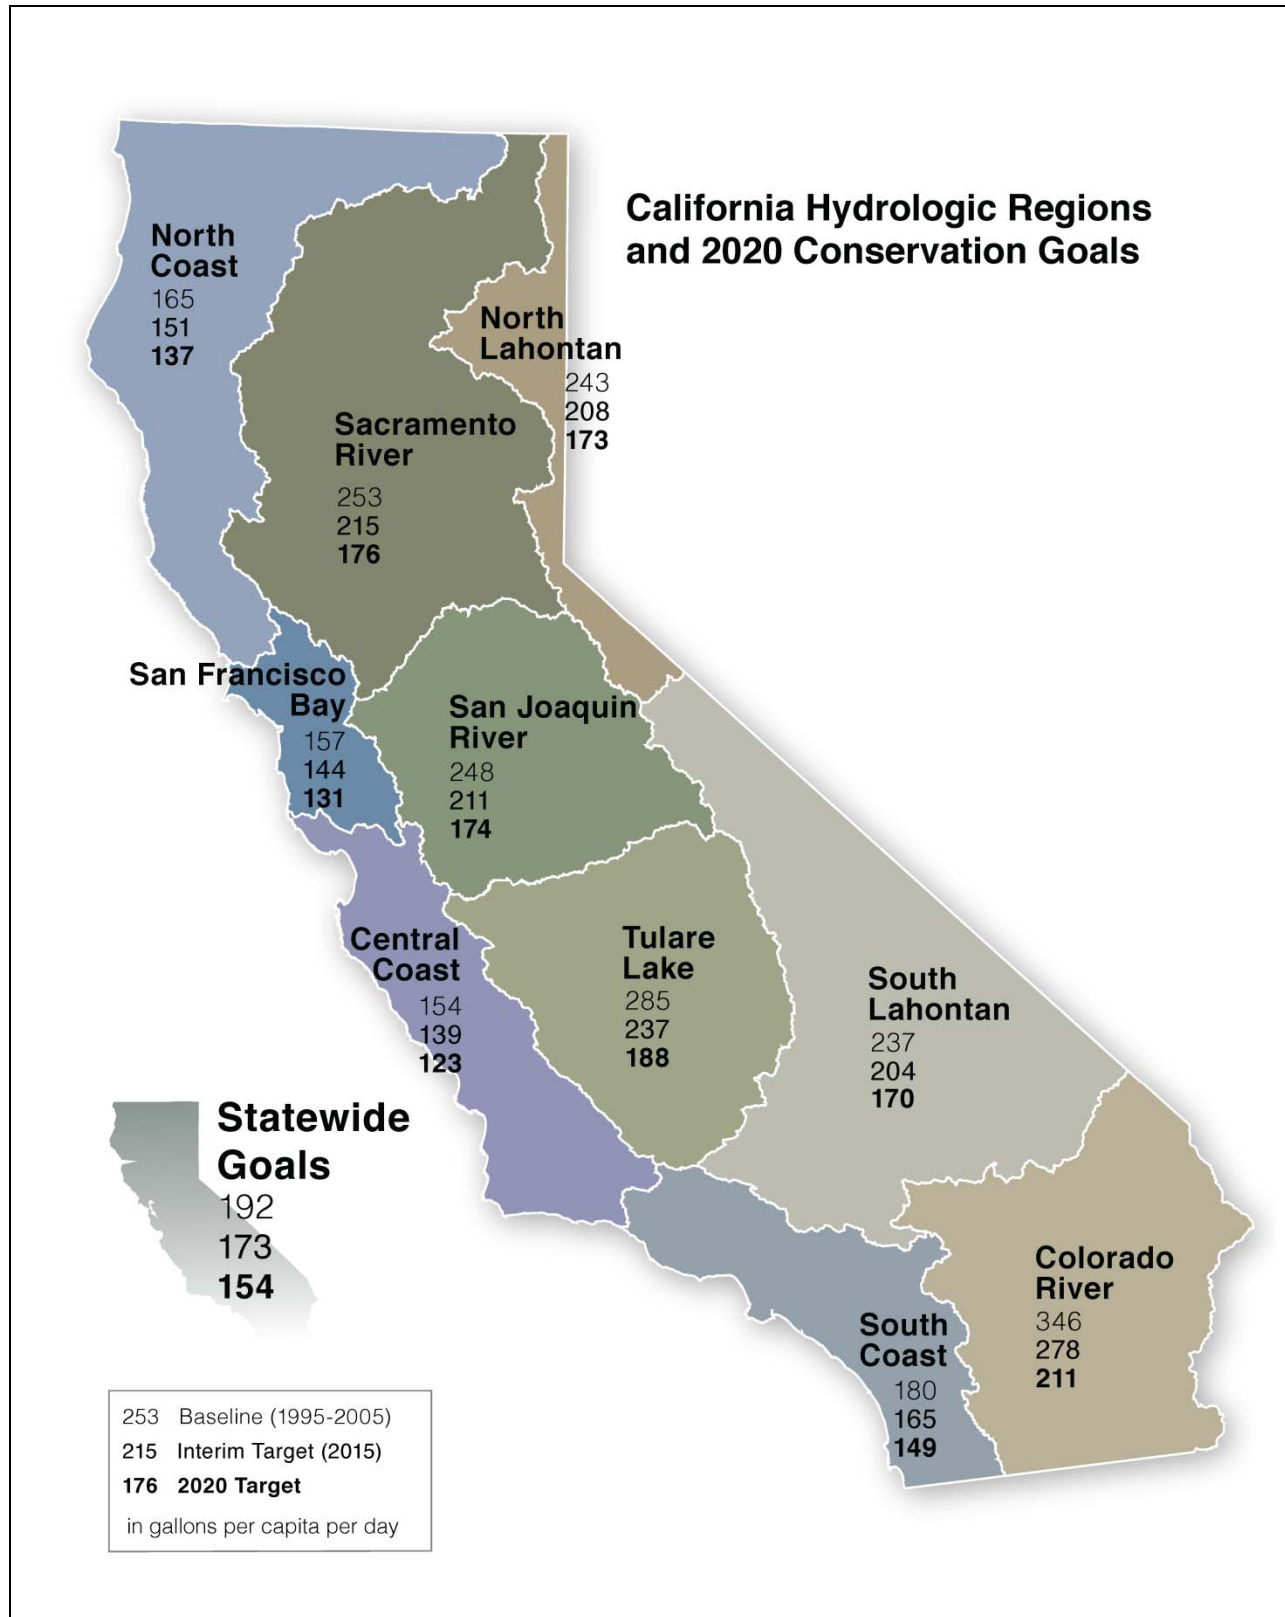 California Hydrologic Regions
and 2020 Conservation Goals
North
Coast
165
151
137
North
Lahontan
243
208
173
Sacramento
River
253
215
176
San Francisco
Bay
157
144
131
San Joaquin
River
248
211
174
Central
Coast
154
139
123
Tulare
Lake
285
237
188
South
Lahontan
237
204
170
Statewide
Goals
192
173
154
Colorado
River
346
278
211
South
Coast
180
165
149
253 Baseline (1995-2005)
215 Interim Target (2015)
176 2020 Target
in gallons per capita per day